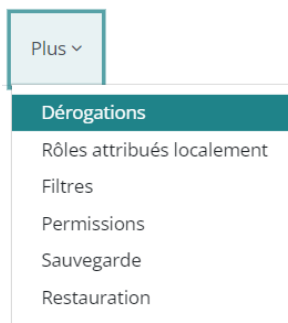 Plus
Dérogations
Rôles attribués localement
Filtres
Permissions
Sauvegarde
Restauration